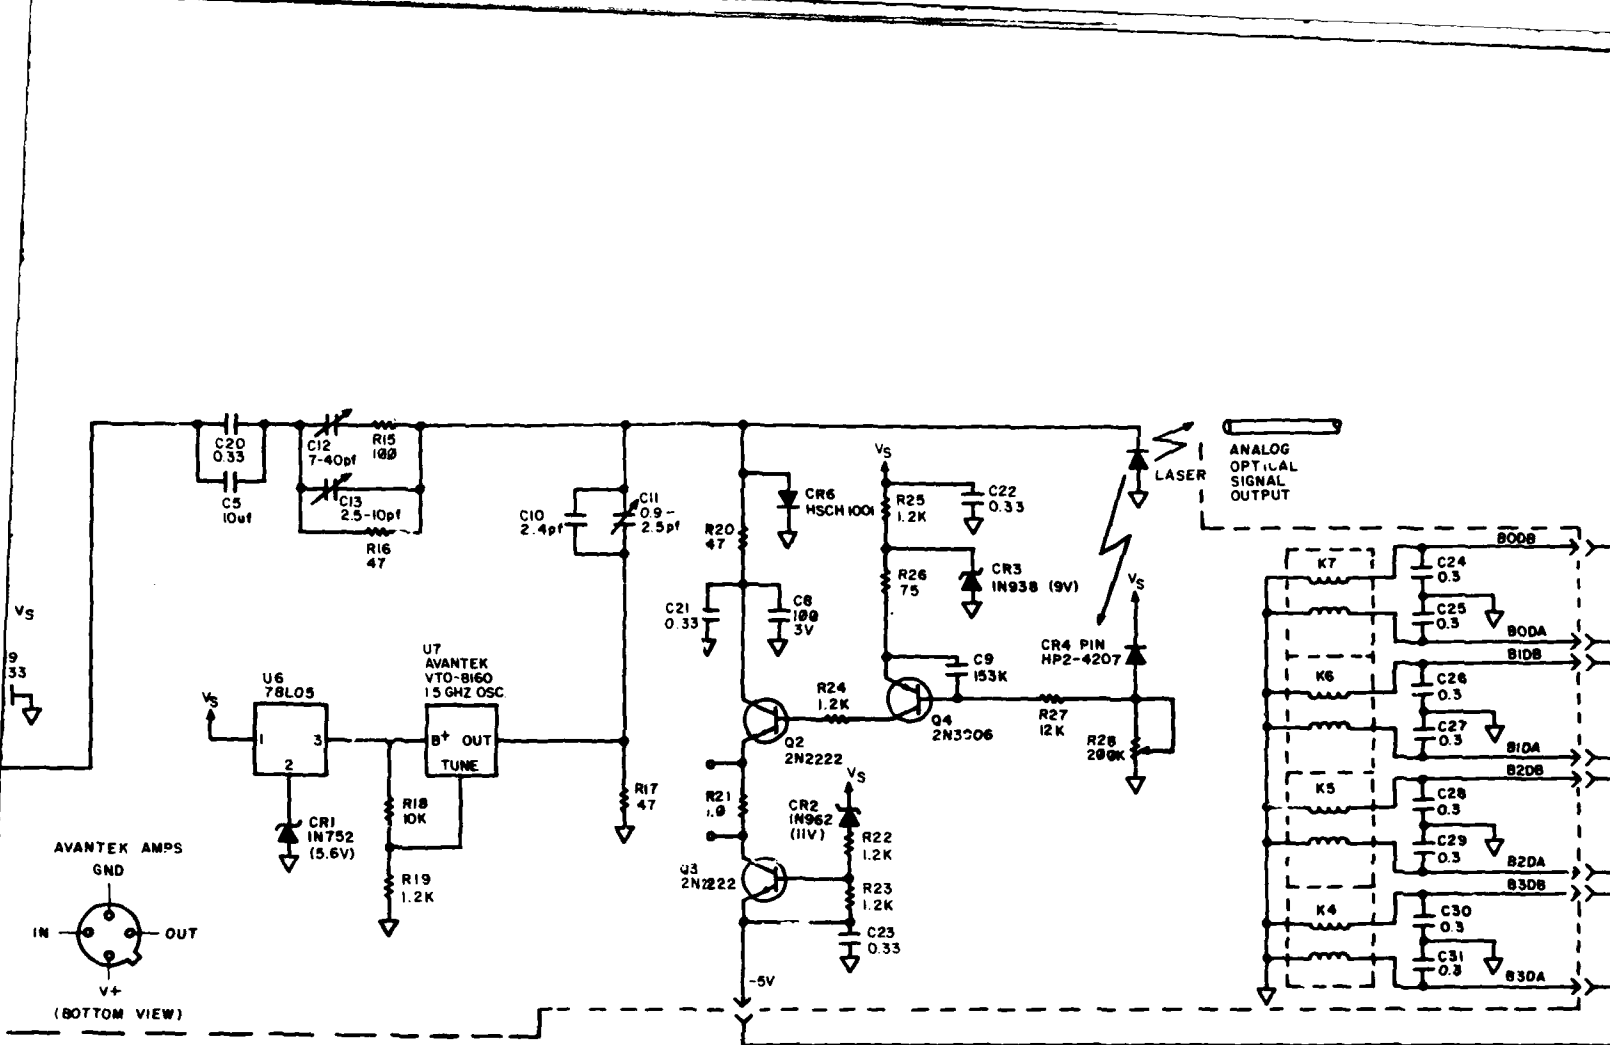 C20
0.33
C5
10uf
C12
7-40pf
R15
100
C13
2.5-10pf
R16
47
C10
2.4pf
C11
0.9-
2.5pf
R20
47
CR6
HSCH 1001
VS
R25
1.2K
C22
0.33
R26
75
CR3
1N938 (9V)
LASER
ANALOG
OPTICAL
SIGNAL
OUTPUT
VS
C21
0.33
C8
100
3V
CR4 PIN
HP2-4207
C9
153K
R24
1.2K
Q4
R27
12K
R28
200K
Q2
2N2222
VS
9
33
U6
78L05
VS
1
3
2
U7
AVANTEK
VTO-8160
1.5 GHZ OSC.
B+ OUT
TUNE
R17
47
R18
10K
CR1
1N752
(5.6V)
R19
1.2K
R21
VS
CR2
1N962
(11V)
R22
1.2K
R23
1.2K
Q3
2N2222
C23
0.33
-5V
AVANTEK AMPS
GND
IN
OUT
V+
(BOTTOM VIEW)
K7
C24
0.3
B0DB
C25
0.3
B0DA
K6
C26
0.3
B1DB
C27
0.3
B1DA
K5
C28
0.3
B2DB
C29
0.3
B2DA
K4
C30
0.3
B3DB
C31
0.3
B3DA